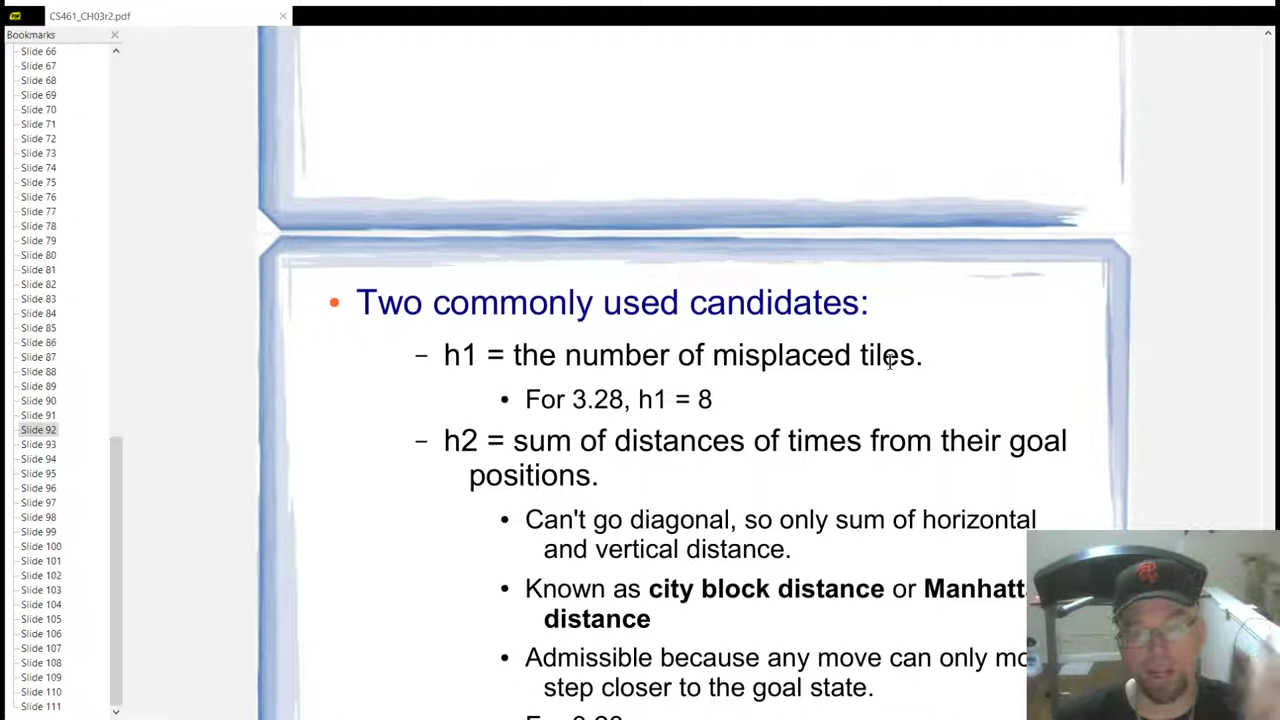 CS461_CH03r2.pdf
Bookmarks
Slide 66
Slide 67
Slide 68
Slide 69
Slide 70
Slide 71
Slide 72
Slide 73
Slide 74
Slide 75
Slide 76
Slide 77
Slide 78
Slide 79
Slide 80
Slide 81
Slide 82
Slide 83
Slide 84
Slide 85
Slide 86
Slide 87
Slide 88
Slide 89
Slide 90
Slide 91
Slide 92
Slide 93
Slide 94
Slide 95
Slide 96
Slide 97
Slide 98
Slide 99
Slide 100
Slide 101
Slide 102
Slide 103
Slide 104
Slide 105
Slide 106
Slide 107
Slide 108
Slide 109
Slide 110
Slide 111
• Two commonly used candidates:
– h1 = the number of misplaced tiles.
• For 3.28, h1 = 8
– h2 = sum of distances of times from their goal
positions.
• Can't go diagonal, so only sum of horizontal
and vertical distance.
• Known as city block distance or Manhatt
distance
• Admissible because any move can only mo
step closer to the goal state.